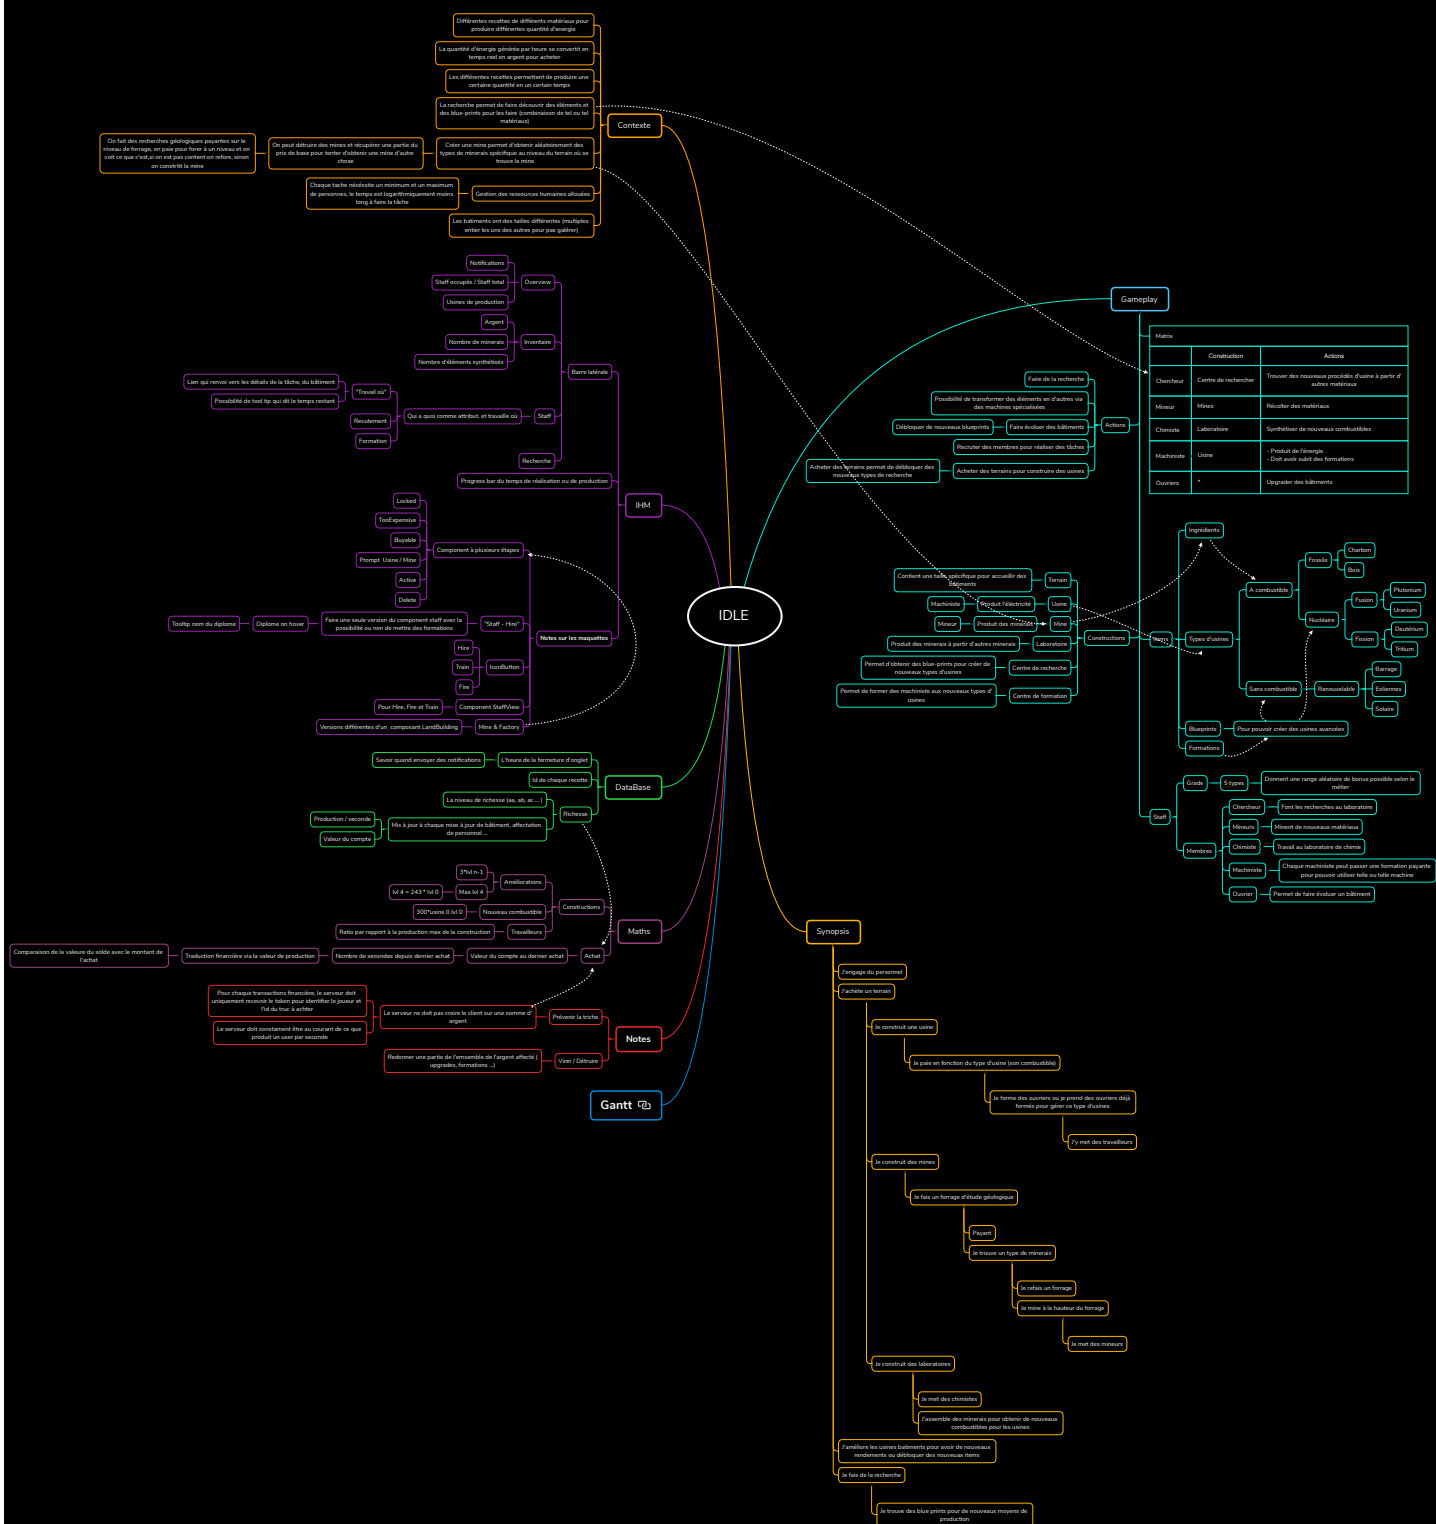 IDLE
Contexte
Différentes recettes de différents matériaux pour
produire différentes quantité d'energie
La quantité d'énergie générée par heure se convertit en
temps reel en argent pour acheter
Les différentes recettes permettent de produire une
certaine quantité en un certain temps
La recherche permet de faire découvrir des éléments et
des blue-prints pour les faire (combinaison de tel ou tel
matériaux)
Créer une mine permet d'obtenir aléatoirement des
types de minerais spécifique au niveau du terrain où se
trouve la mine
On peut détruire des mines et récupérer une partie du
prix de base pour tenter d'obtenir une mine d'autre
chose
On fait des recherches géologiques payantes sur le
niveau de forrage, on paie pour forer à un niveau et on
voit ce que c'est,si on est pas content on refore, sinon
on constrtit la mine
Gestion des ressources humaines allouées
Chaque tache nécéssite un minimum et un maximum
de personnes, le temps est logarithmiquement moins
long à faire la tâche
Les batiments ont des tailles différentes (multiples
entier les uns des autres pour pas galérer)
IHM
Barre latérale
Overview
Notifications
Staff occupés / Staff total
Usines de production
Inventaire
Argent
Nombre de minerais
Nombre d'éléments synthétisés
Staff
Qui a quoi comme attribut, et travaille où
"Travail où"
Lien qui renvoi vers les détails de la tâche, du bâtiment
Possibilité de tool tip qui dit le temps restant
Recutement
Formation
Recherche
Progress bar du temps de réalisation ou de production
Notes sur les maquettes
Component à plusieurs étapes
Locked
TooExpensive
Buyable
Prompt Usine / Mine
Active
Delete
"Staff - Hire"
Faire une seule version du component staff avec la
possibilité ou non de mettre des formations
Diplome on hover
Tooltip nom du diplome
IconButton
Hire
Train
Fire
Component StaffView
Pour Hire, Fire et Train
Mine & Factory
Versions différentes d'un composant LandBuilding
DataBase
L'heure de la fermeture d'onglet
Savoir quand envoyer des notifications
Id de chaque recette
Richesse
La niveau de richesse (aa, ab, ac ... )
Mis à jour à chaque mise à jour de bâtiment, affectation
de personnel ...
Production / seconde
Valeur du compte
Maths
Constructions
Améliorations
3*lvl n-1
Max lvl 4
lvl 4 = 243 * lvl 0
Nouveau combustible
300*usine 0 lvl 0
Travailleurs
Ratio par rapport à la production max de la construction
Achat
Valeur du compte au dernier achat
Nombre de secondes depuis dernier achat
Traduction financière via la valeur de production
Comparaison de la valeure du solde avec le montant de
l'achat
Notes
Prévenir la triche
Le serveur ne doit pas croire le client sur une somme d'
argent
Pour chaque transactions financière, le serveur doit
uniquement recevoir le token pour identifier le joueur et
l'id du truc à achter
Le serveur doit constament être au courant de ce que
produit un user par seconde
Virer / Détruire
Redonner une partie de l'emsemble de l'argent affecté (
upgrades, formations ...)
Gantt
Gameplay
Matrix
Construction
Actions
Chercheur
Centre de rechercher
Trouver des nouveaux procédés d'usine à partir d'
autres matériaux
Mineur
Mines
Récolter des matériaux
Chimiste
Laboratoire
Synthétiser de nouveaux combustibles
Machiniste
Usine
- Produit de l'énergie
- Doit avoir subit des formations
Ouvriers
*
Upgrader des bâtiments
Actions
Faire de la recherche
Possibilité de transformer des éléments en d'autres via
des machines spécialisées
Faire évoluer des bâtiments
Débloquer de nouveaux blueprints
Recruter des membres pour réaliser des tâches
Acheter des terrains pour construire des usines
Acheter des terrains permet de débloquer des
nouveaux types de recherche
Constructions
Terrain
Contient une taille spécifique pour accueillir des
bâtiments
Usine
Produit l'éléctricité
Machiniste
Mine
Produit des minerais
Mineur
Laboratoire
Produit des minerais à partir d'autres minerais
Centre de recherche
Permet d'obtenir des blue-prints pour créer de
nouveaux types d'usines
Centre de formation
Permet de former des machiniste aux nouveaux types d'
usines
Items
Ingrédients
Types d'usines
A combustible
Fossile
Charbon
Bois
Nucléaire
Fusion
Plutonium
Uranium
Fission
Deutérium
Tritium
Sans combustible
Renouvelable
Barrage
Eoliennes
Solaire
Blueprints
Pour pouvoir créer des usines avancées
Formations
Staff
Grade
5 types
Donnent une range aléatoire de bonus possible selon le
métier
Mambres
Chercheur
Font les recherches au laboratoire
Mineurs
Minent de nouveaux matériaux
Chimiste
Travail au laboratoire de chimie
Machiniste
Chaque machiniste peut passer une formation payante
pour pouvoir utiliser telle ou telle machine
Ouvrier
Permet de faire évoluer un bâtiment
Synopsis
J'engage du personnel
J'achète un terrain
Je construit une usine
Je paie en fonction du type d'usine (son combustible)
Je forme des ouvriers ou je prend des ouvriers déjà
formés pour gérer ce type d'usines
J'y met des travailleurs
Je construit des mines
Je fais un forrage d'étude géologique
Payant
Je trouve un type de minerais
Je refais un forrage
Je mine à la hauteur du forrage
Je met des mineurs
Je construit des laboratoires
Je met des chimistes
J'assemble des minerais pour obtenir de nouveaux
combustibles pour les usines
J'améliore les usines batiments pour avoir de nouveaux
rendements ou débloquer des nouveuax items
Je fais de la recherche
Je trouve des blue prints pour de nouveaux moyens de
production